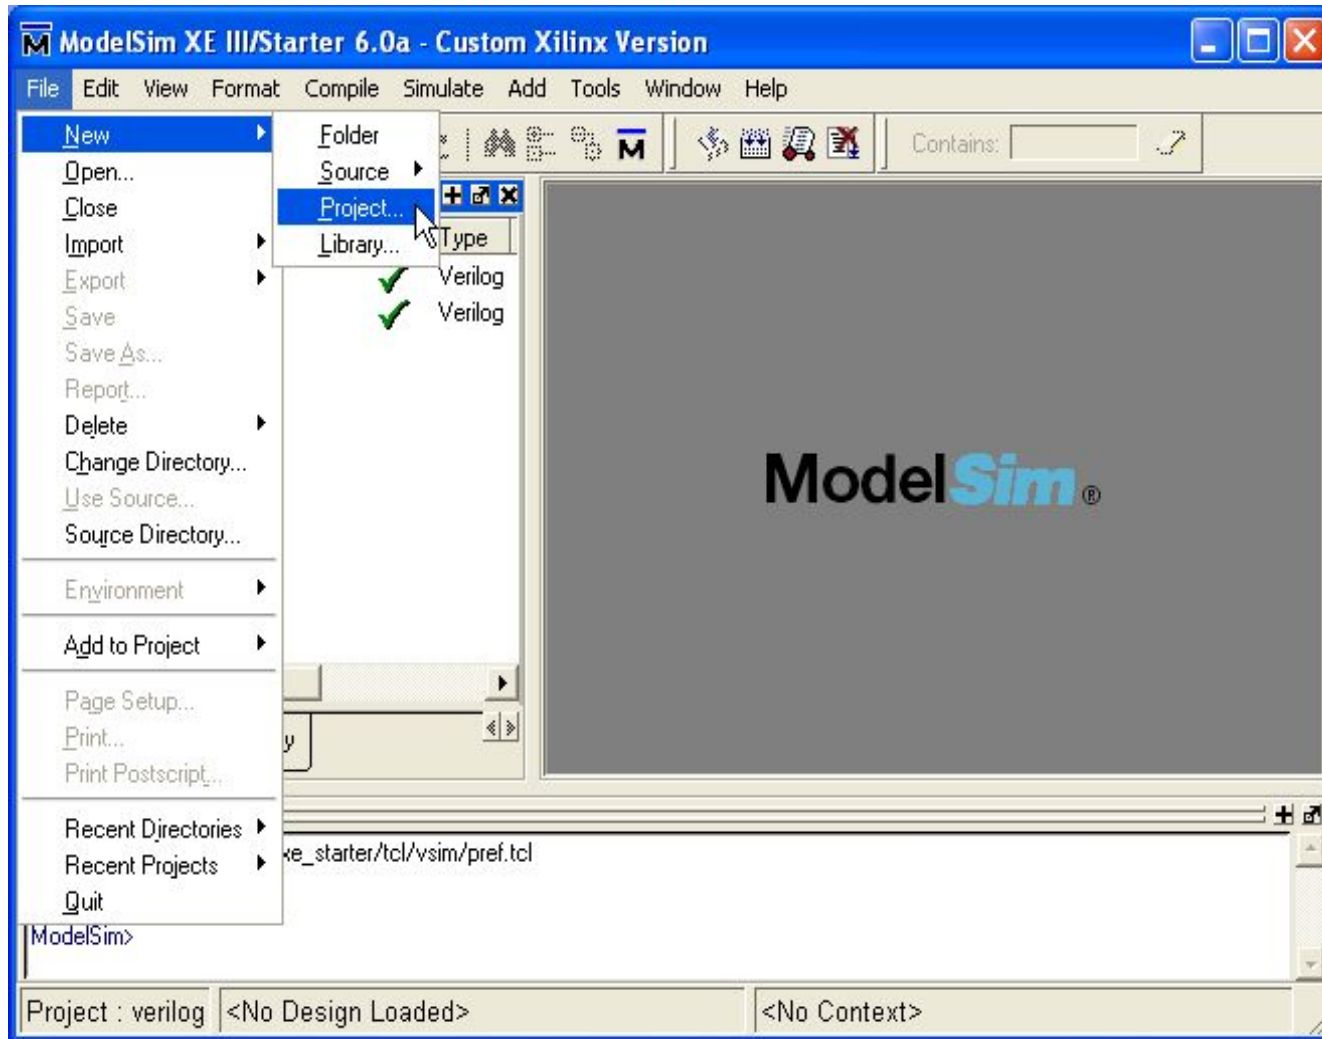 ModelSim XE III/Starter 6.0a - Custom Xilinx Version
File Edit View Format Compile Simulate Add Tools Window Help
New
Open...
Close
Import
Export
Save
Save As...
Report...
Delete
Change Directory...
Use Source...
Source Directory...
Environment
Add to Project
Page Setup...
Print...
Print Postscript...
Recent Directories
Recent Projects
Quit
Folder
Source
Project...
Library...
Contains:
Type
Verilog
Verilog
y
ModelSim®
xe_starter/tcl/vsim/pref.tcl
ModelSim>
Project : verilog <No Design Loaded> <No Context>